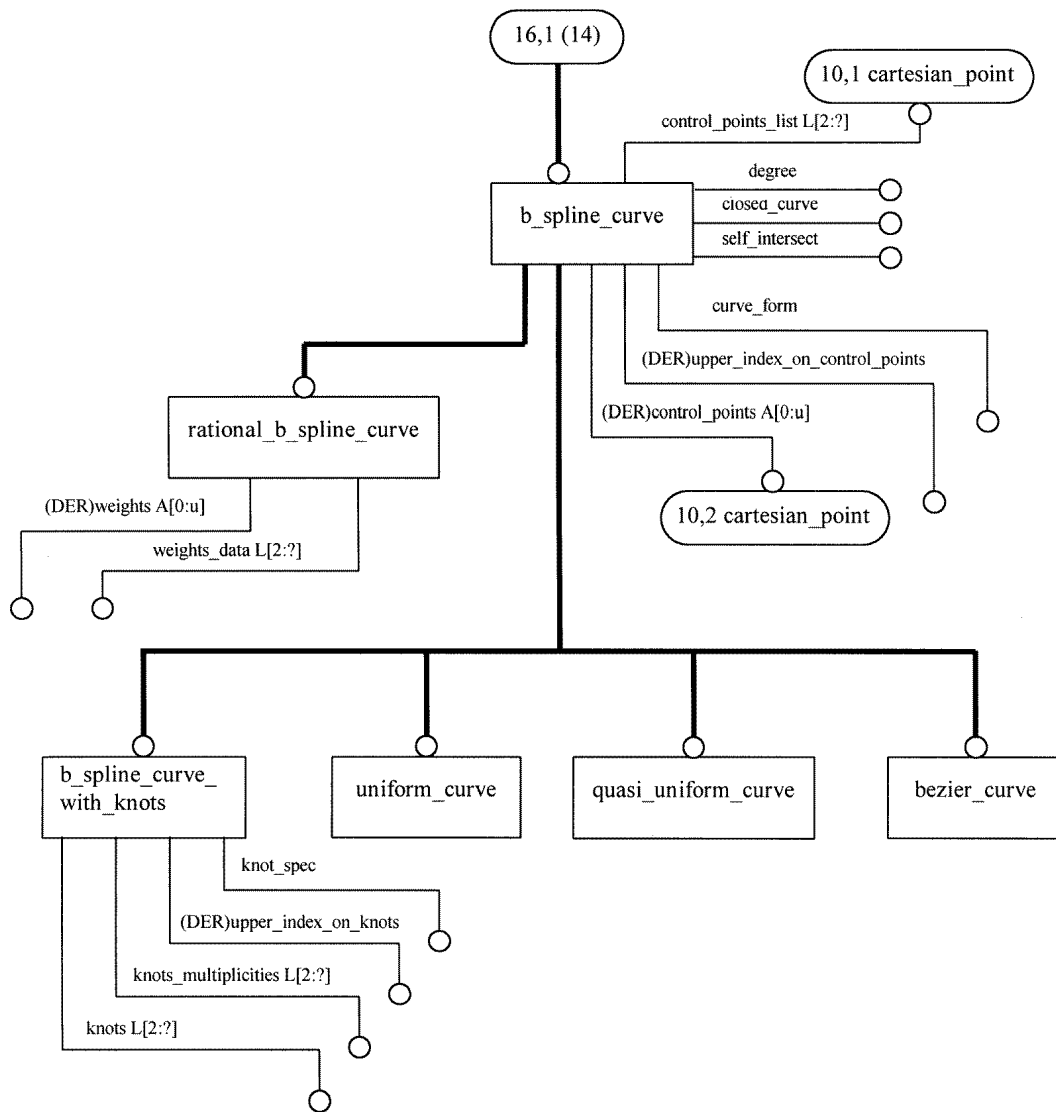 16,1 (14)
10,1 cartesian_point
control_points_list L[2:?]
degree
closed_curve
b_spline_curve
self_intersect
curve_form
(DER)upper_index_on_control_points
(DER)control_points A[0:u]
rational_b_spline_curve
10,2 cartesian_point
(DER)weights A[0:u]
weights_data L[2:?]
b_spline_curve_
with_knots
uniform_curve
quasi_uniform_curve
bezier_curve
knot_spec
(DER)upper_index_on_knots
knots_multiplicities L[2:?]
knots L[2:?]